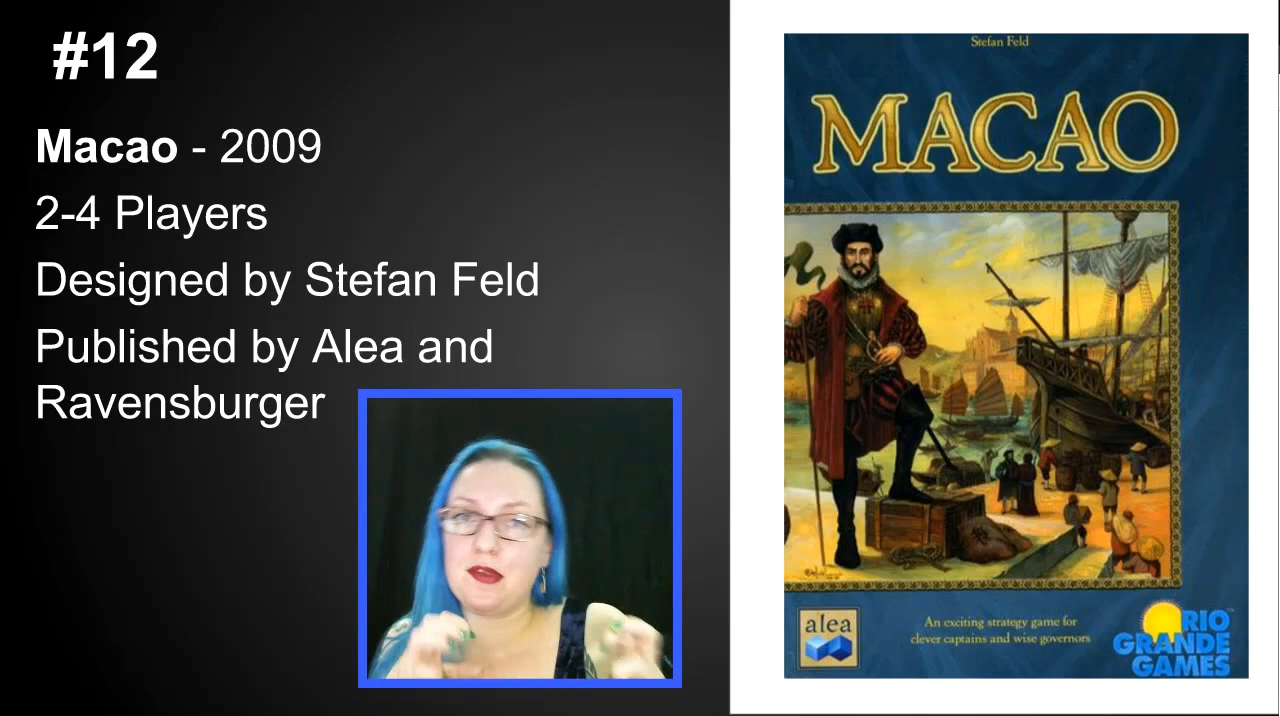 #12
Macao - 2009
2-4 Players
Designed by Stefan Feld
Published by Alea and
Ravensburger
Stefan Feld
MACAO
alea
An exciting strategy game for
clever captains and wise governors
RIO
GRANDE
GAMES